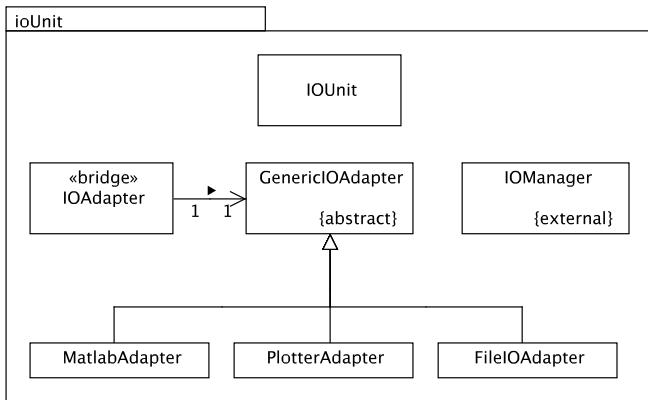 ioUnit
IOUnit
«bridge»
IOAdapter
1 1
GenericIOAdapter
{abstract}
IOManager
{external}
MatlabAdapter
PlotterAdapter
FileIOAdapter